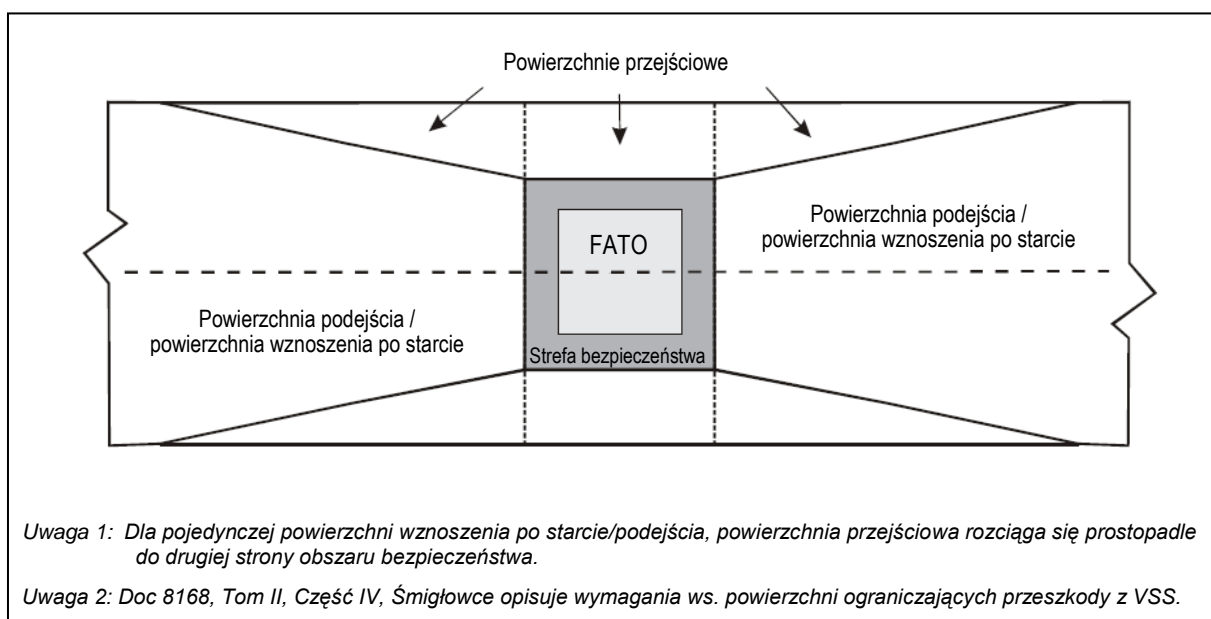 Powierzchnie przejściowe
Powierzchnia podejścia /
powierzchnia wznoszenia po starcie
FATO
Powierzchnia podejścia /
powierzchnia wznoszenia po starcie
Strefa bezpieczeństwa
Uwaga 1: Dla pojedynczej powierzchni wznoszenia po starcie/podejścia, powierzchnia przejściowa rozciąga się prostopadle
do drugiej strony obszaru bezpieczeństwa.
Uwaga 2: Doc 8168, Tom II, Część IV, Śmigłowce opisuje wymagania ws. powierzchni ograniczających przeszkody z VSS.